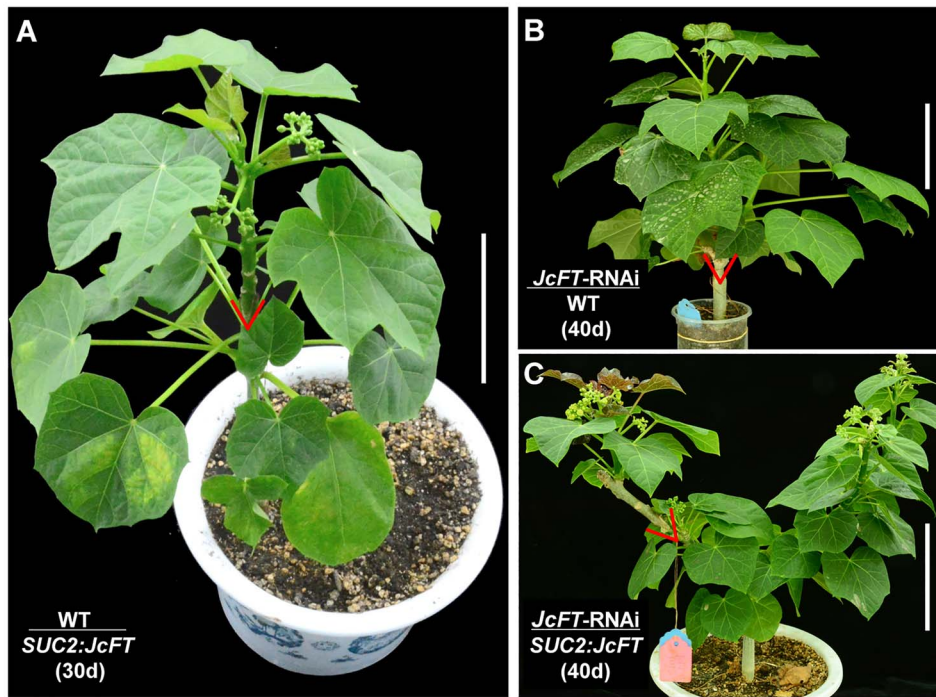 A
WT
SUC2:JcFT
(30d)
B
JcFT-RNAi
WT
(40d)
C
JcFT-RNAi
SUC2:JcFT
(40d)